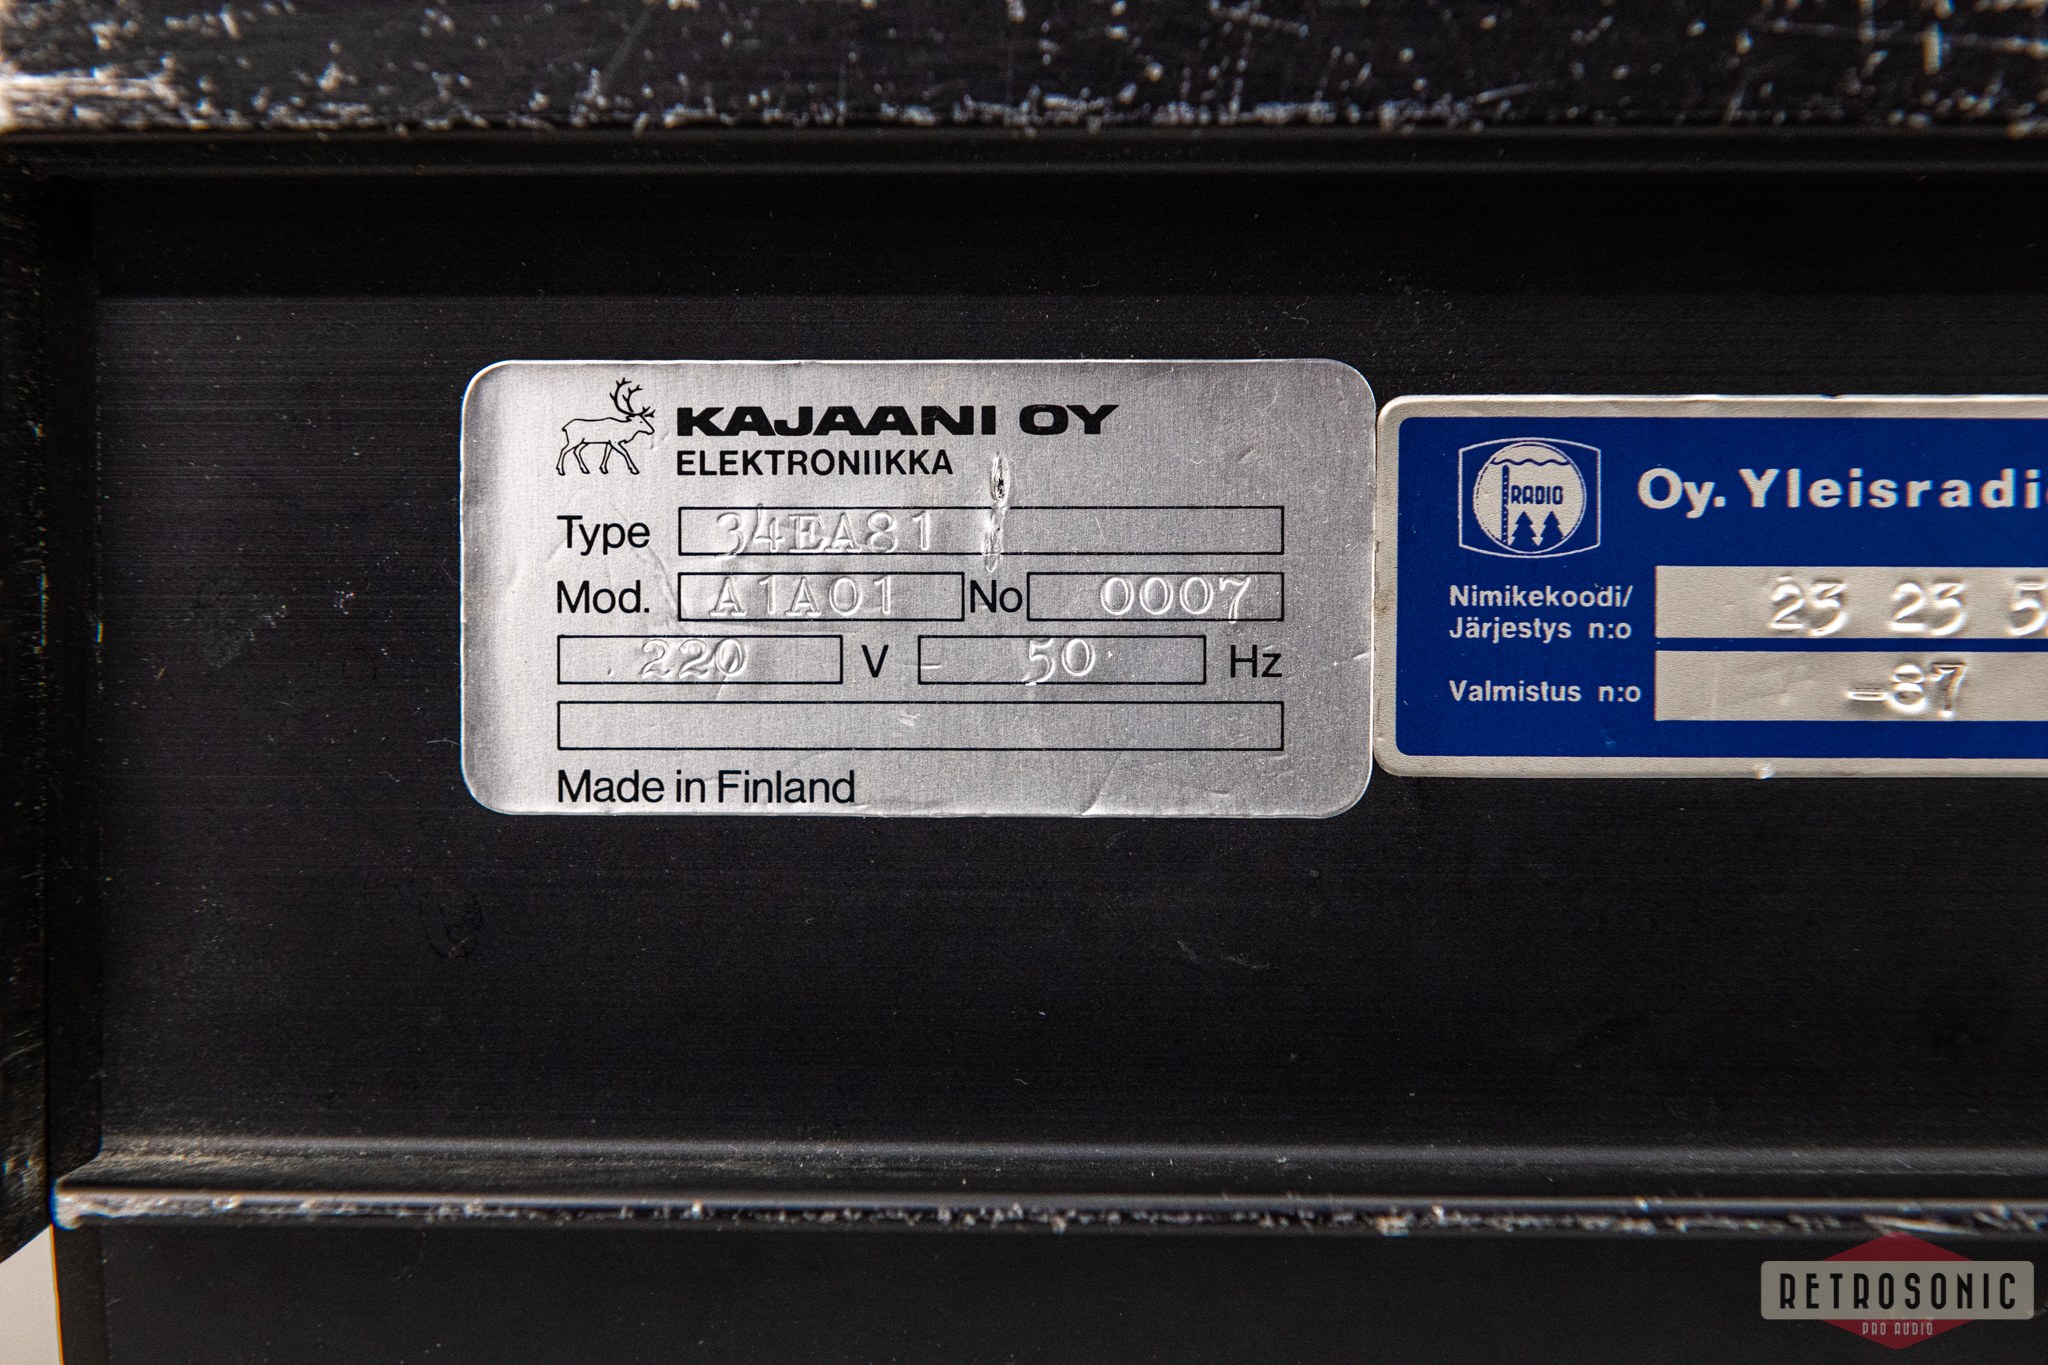 KAJAANI OY
ELEKTRONIIKKA
Type 34EA81
Mod. A1A01 No 0007
220 V 50 Hz
Made in Finland
RADIO
Oy. Yleisradi
Nimikekoodi/
Järjestys n:o 23 23 5
Valmistus n:o -87
RETROSONIC
PRO AUDIO